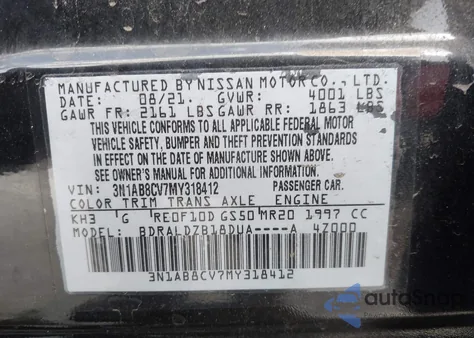 MANUFACTURED BY NISSAN MOTOR CO., LTD.
DATE: 08/21. GVWR: 4001 LBS
GAWR FR: 2161 LBS GAWR RR: 1863 LBS
THIS VEHICLE CONFORMS TO ALL APPLICABLE FEDERAL MOTOR
VEHICLE SAFETY, BUMPER AND THEFT PREVENTION STANDARDS
IN EFFECT ON THE DATE OF MANUFACTURE SHOWN ABOVE.
SEE OWNER'S MANUAL FOR ADDITIONAL INFORMATION
VIN: 3N1AB8CV7MY318412 PASSENGER CAR.
COLOR TRIM TRANS AXLE ENGINE
KH3 G RE0F10D GS50 MR20 1997 CC
MODEL: BDRALDZB18DUA----A 4Z000
3N1AB8CV7MY318412
autoSnap